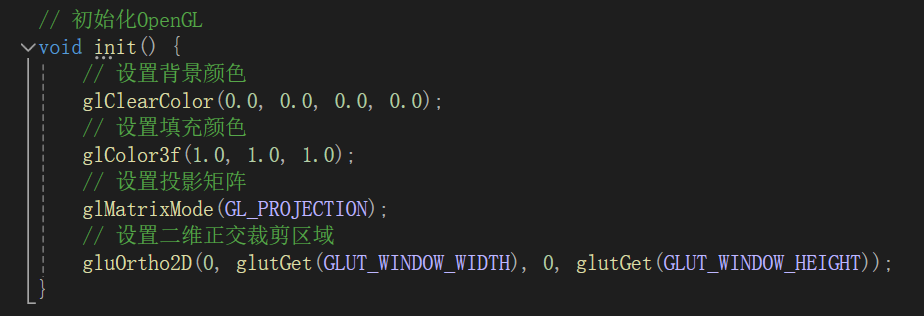 // 初始化OpenGL
void init() {
// 设置背景颜色
glClearColor(0.0, 0.0, 0.0, 0.0);
// 设置填充颜色
glColor3f(1.0, 1.0, 1.0);
// 设置投影矩阵
glMatrixMode(GL_PROJECTION);
// 设置二维正交裁剪区域
gluOrtho2D(0, glutGet(GLUT_WINDOW_WIDTH), 0, glutGet(GLUT_WINDOW_HEIGHT));
}